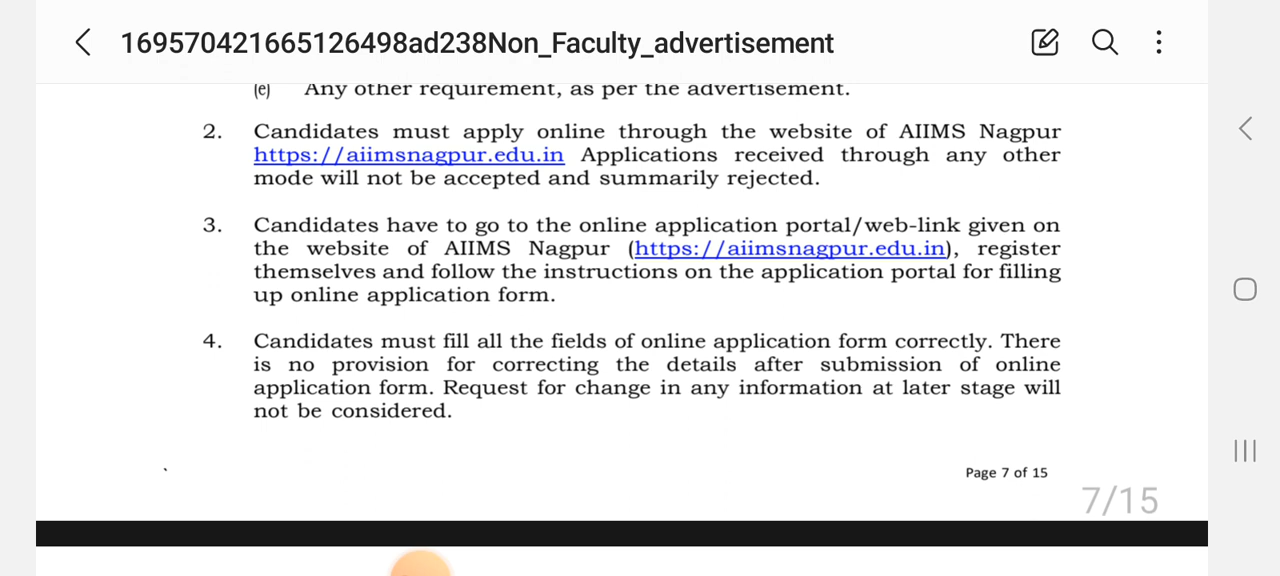 169570421665126498ad238Non_Faculty_advertisement
(e) Any other requirement, as per the advertisement.
2. Candidates must apply online through the website of AIIMS Nagpur
https://aiimsnagpur.edu.in Applications received through any other
mode will not be accepted and summarily rejected.
3. Candidates have to go to the online application portal/web-link given on
the website of AIIMS Nagpur (https://aiimsnagpur.edu.in), register
themselves and follow the instructions on the application portal for filling
up online application form.
4. Candidates must fill all the fields of online application form correctly. There
is no provision for correcting the details after submission of online
application form. Request for change in any information at later stage will
not be considered.
Page 7 of 15
7/15